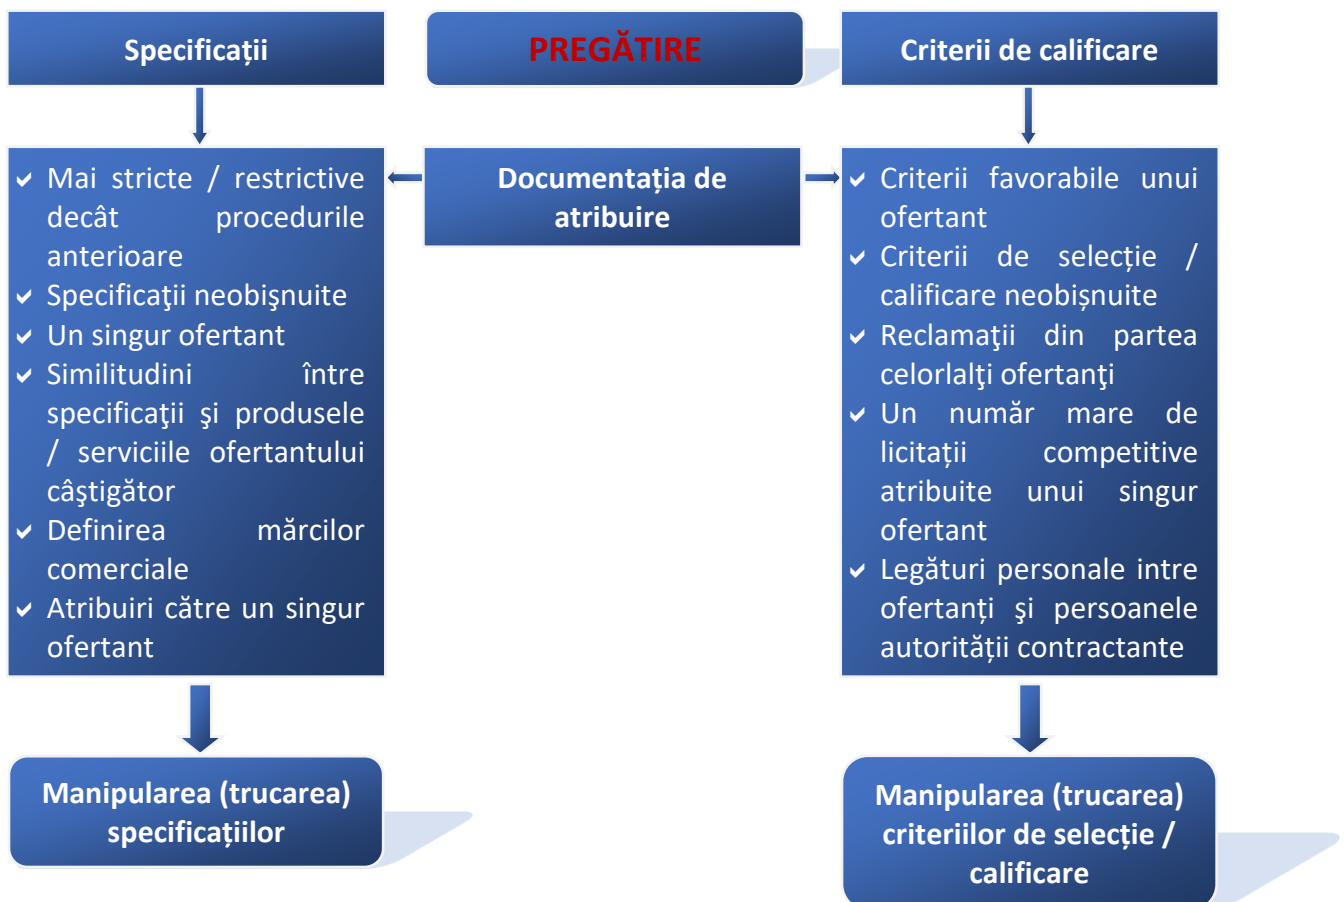 Specificații
PREGĂTIRE
Criterii de calificare
Mai stricte / restrictive
decât procedurile
anterioare
Specificaţii neobişnuite
Un singur ofertant
Similitudini între
specificaţii şi produsele
/ serviciile ofertantului
câştigător
Definirea mărcilor
comerciale
Atribuiri către un singur
ofertant
Documentația de
atribuire
Criterii favorabile unui
ofertant
Criterii de selecție /
calificare neobișnuite
Reclamaţii din partea
celorlalţi ofertanţi
Un număr mare de
licitații competitive
atribuite unui singur
ofertant
Legături personale intre
ofertanți şi persoanele
autorității contractante
Manipularea (trucarea)
specificațiilor
Manipularea (trucarea)
criteriilor de selecție /
calificare